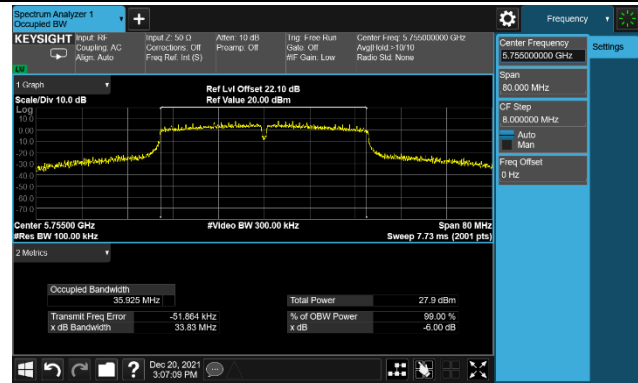 Spectrum Analyzer 1
Occupied BW
Frequency
KEYSIGHT
Input: RF
Coupling: AC
Align: Auto
Input Z: 50 Ω
Corrections: Off
Freq Ref: Int (S)
Atten: 10 dB
Preamp: Off
Trig: Free Run
Gate: Off
#IF Gain: Low
Center Freq: 5.755000000 GHz
Avg|Hold:>10/10
Radio Std: None
LW
Center Frequency
5.755000000 GHz
Settings
Span
80.000 MHz
CF Step
8.000000 MHz
Auto
Man
Freq Offset
0 Hz
1 Graph
Scale/Div 10.0 dB
Ref Lvl Offset 22.10 dB
Ref Value 20.00 dBm
Log
10.0
0.00
-10.0
-20.0
-30.0
-40.0
-50.0
-60.0
-70.0
Center 5.75500 GHz
#Res BW 100.00 kHz
#Video BW 300.00 kHz
Span 80 MHz
Sweep 7.73 ms (2001 pts)
2 Metrics
Occupied Bandwidth
35.925 MHz
Total Power 27.9 dBm
Transmit Freq Error -51.864 kHz
% of OBW Power 99.00 %
x dB Bandwidth 33.83 MHz
x dB -6.00 dB
?
Dec 20, 2021
3:07:09 PM